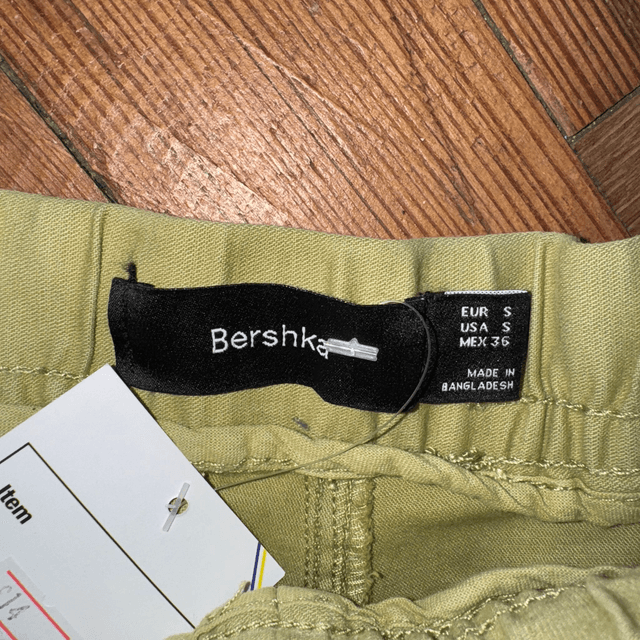 Bershka
EUR S
USA S
MEX 36
MADE IN
BANGLADESH
Item